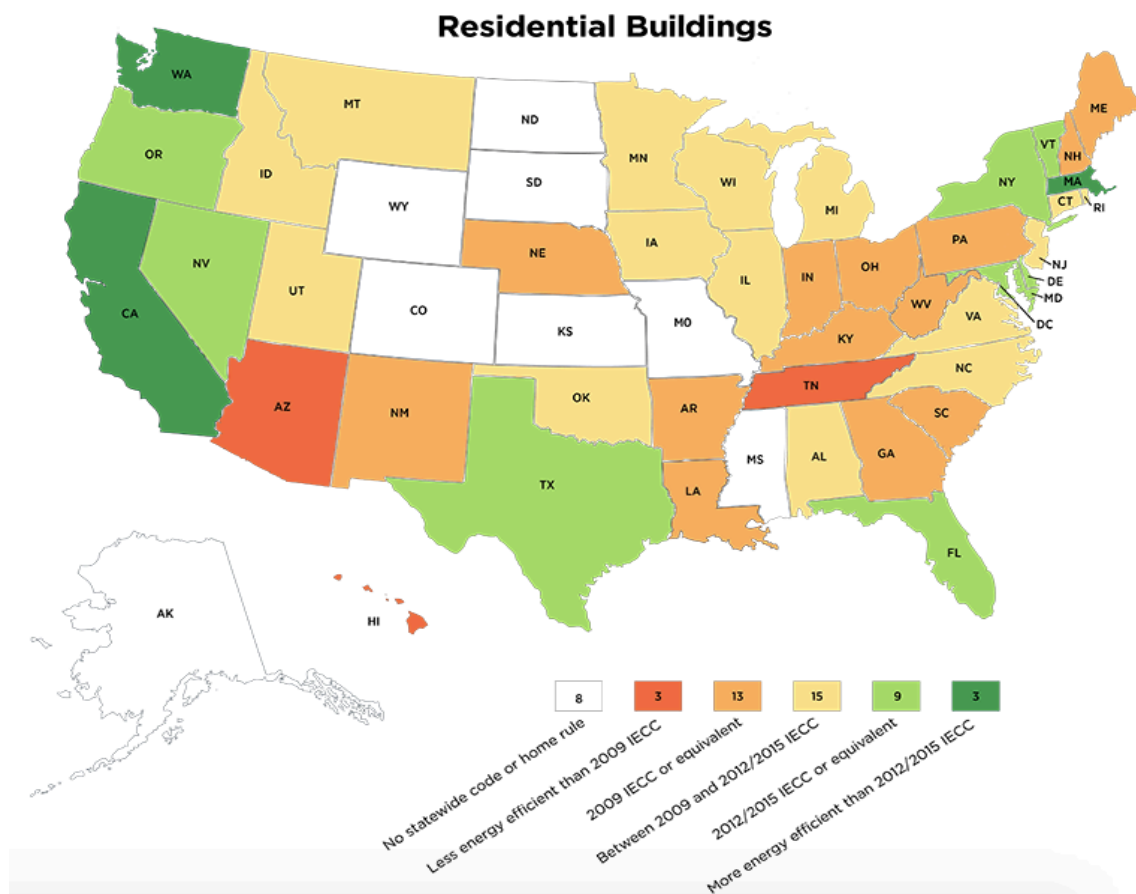 Residential Buildings
WA
MT
ND
MN
ME
OR
ID
SD
WI
MI
VT
NH
NY
MA
CT
RI
WY
NV
UT
NE
IA
IL
IN
OH
PA
NJ
DE
MD
DC
CA
CO
KS
MO
KY
WV
VA
AZ
NM
OK
AR
TN
NC
SC
TX
LA
MS
AL
GA
FL
AK
HI
8
3
13
15
9
3
No statewide code or home rule
Less energy efficient than 2009 IECC
2009 IECC or equivalent
Between 2009 and 2012/2015 IECC
2012/2015 IECC or equivalent
More energy efficient than 2012/2015 IECC